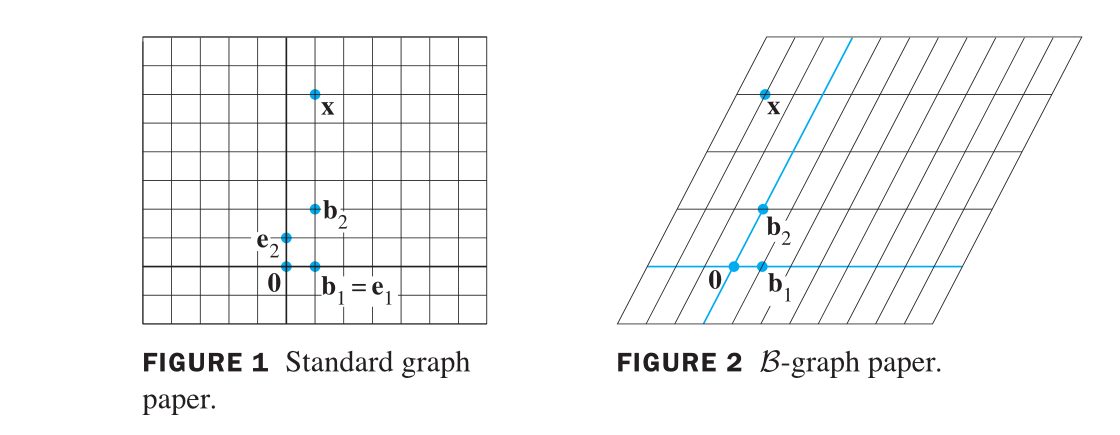 x
b₂
e₂
0
b₁ = e₁
FIGURE 1 Standard graph
paper.
x
b₂
0
b₁
FIGURE 2 ℬ-graph paper.